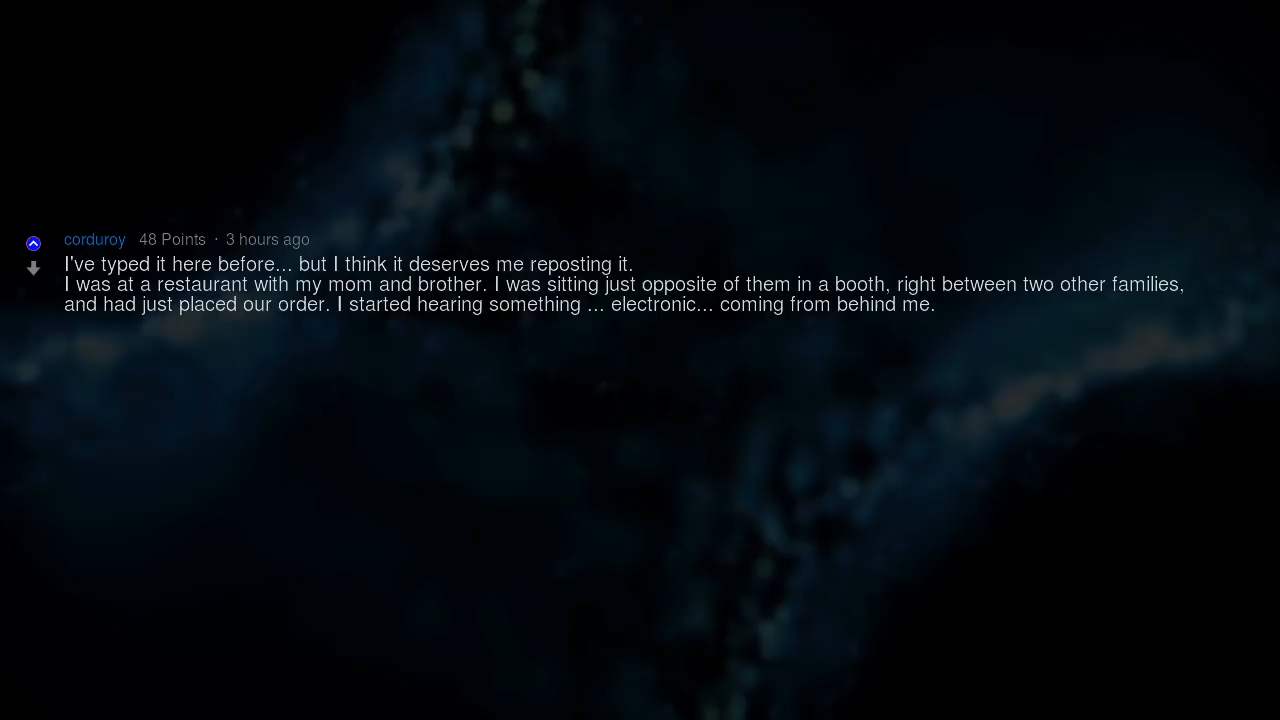 corduroy 48 Points · 3 hours ago
I've typed it here before... but I think it deserves me reposting it.
I was at a restaurant with my mom and brother. I was sitting just opposite of them in a booth, right between two other families,
and had just placed our order. I started hearing something ... electronic... coming from behind me.